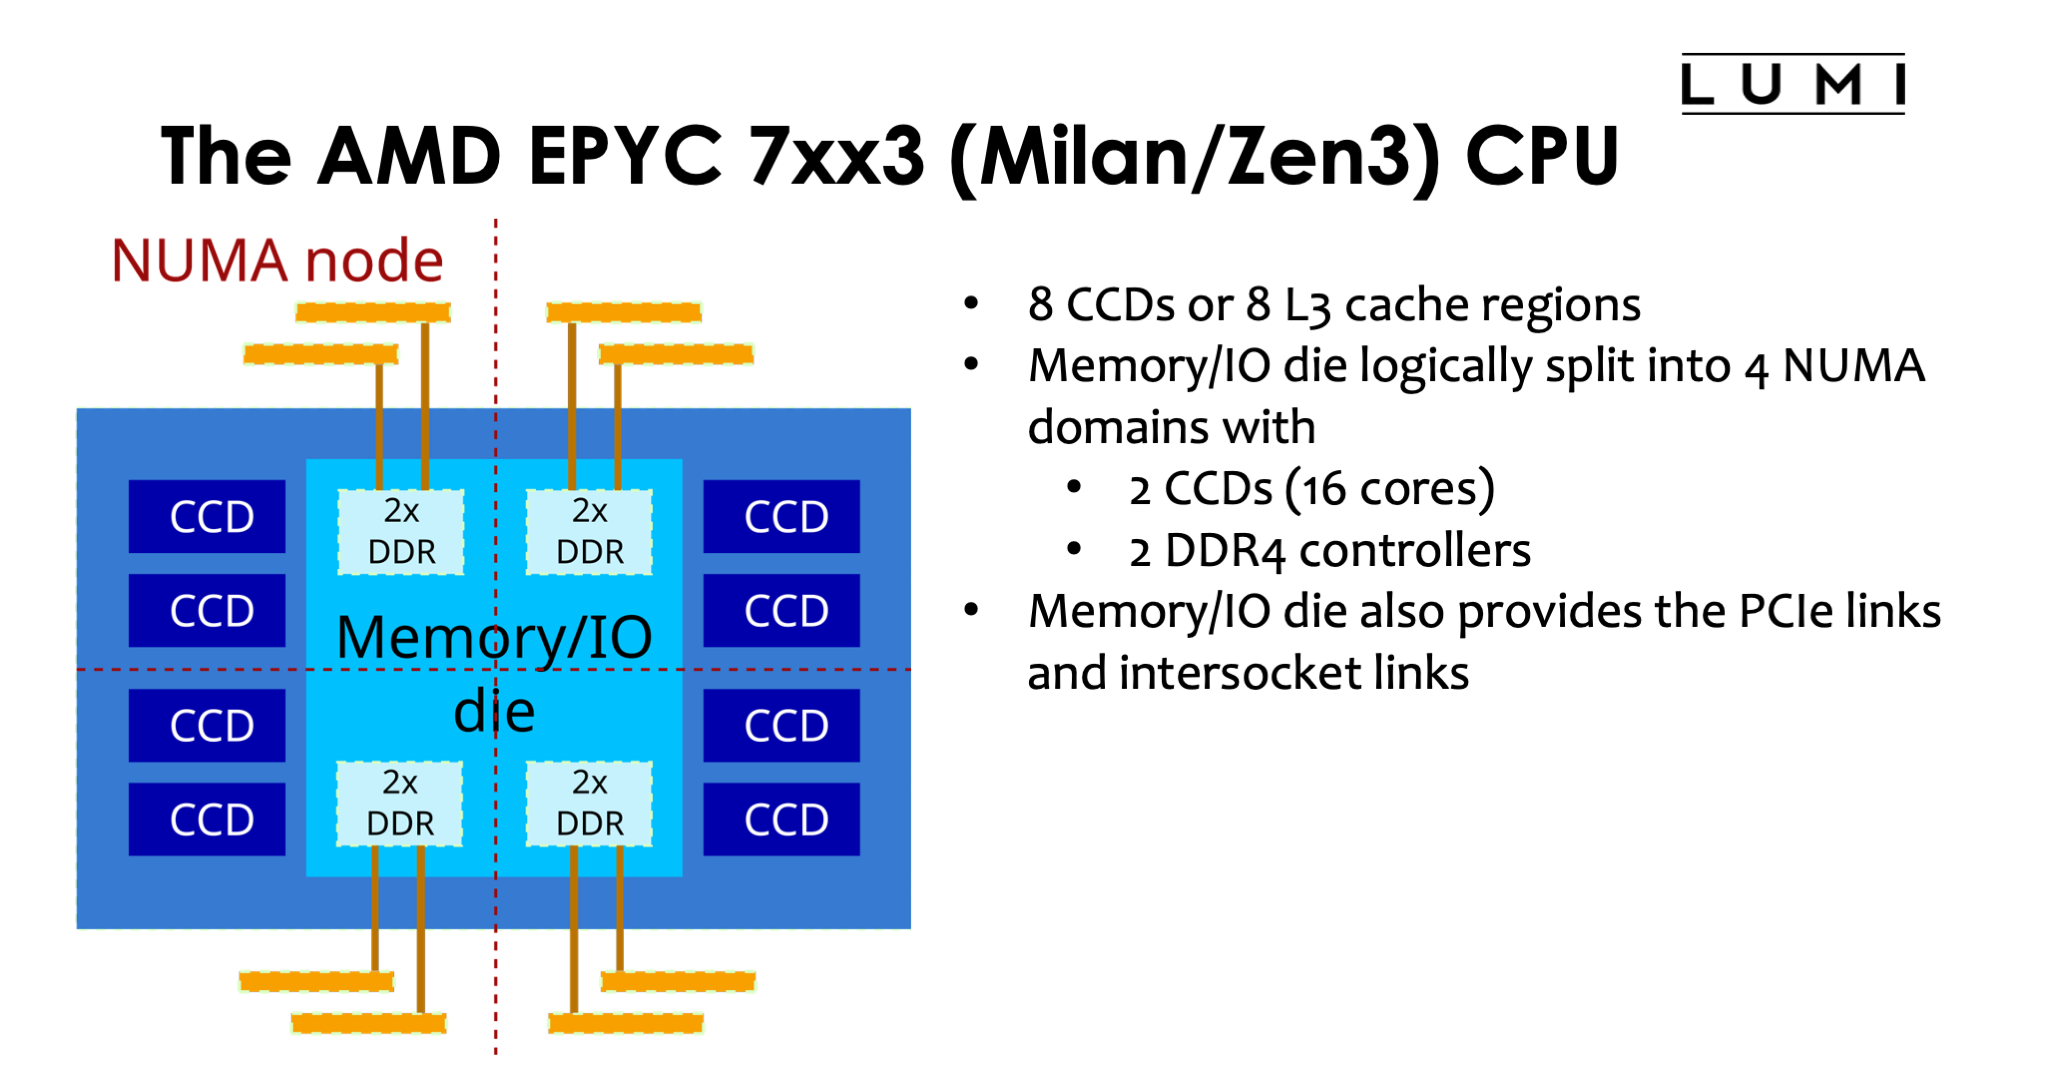 LUMI
The AMD EPYC 7xx3 (Milan/Zen3) CPU
NUMA node
CCD
CCD
CCD
CCD
2x
DDR
2x
DDR
Memory/IO
die
2x
DDR
2x
DDR
CCD
CCD
CCD
CCD
• 8 CCDs or 8 L3 cache regions
• Memory/IO die logically split into 4 NUMA
domains with
• 2 CCDs (16 cores)
• 2 DDR4 controllers
• Memory/IO die also provides the PCIe links
and intersocket links